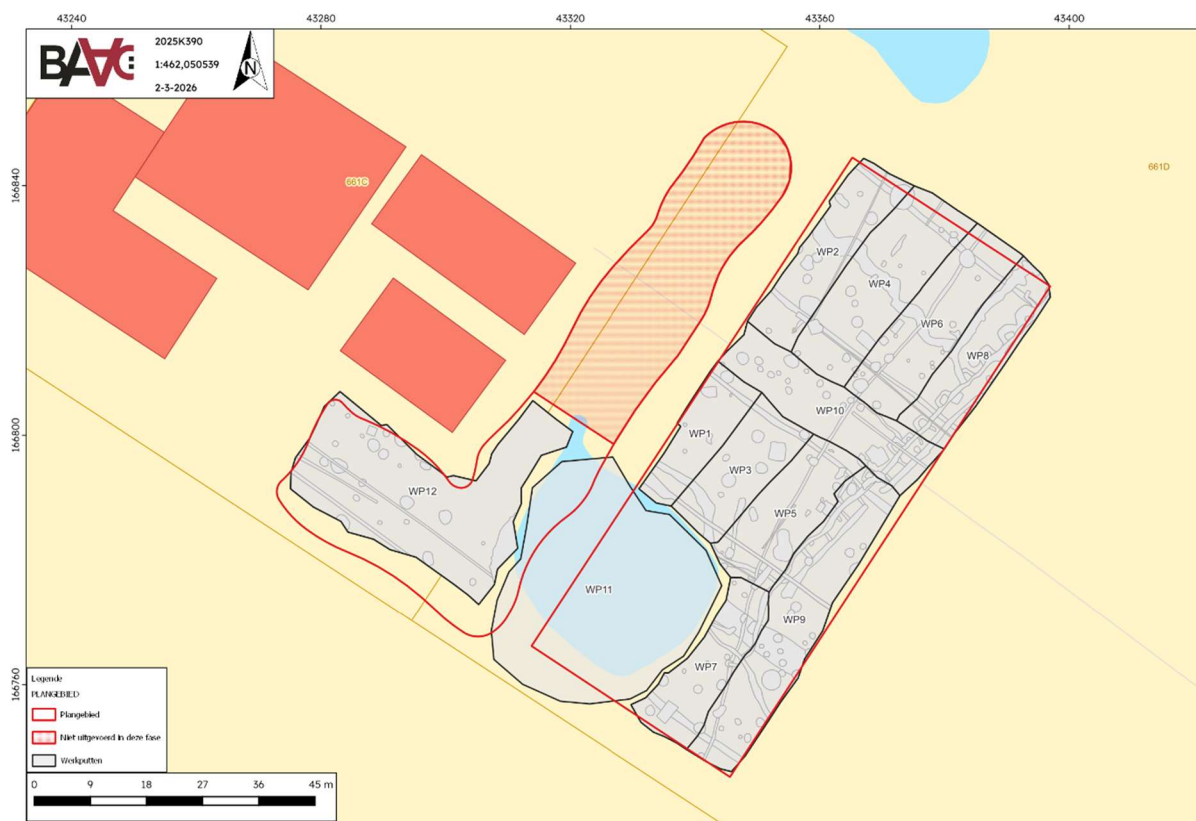 43240 43280 43320 43360 43400
BAAC
2025K390
1:462,050539
2-3-2026
N
166840
166800
166760
661C
661D
WP2
WP4
WP6
WP8
WP10
WP1
WP3
WP5
WP12
WP11
WP9
WP7
Legende
PLANGEBIED
Plangebied
Niet uitgevoerd in deze fase
Werkputten
0 9 18 27 36 45 m